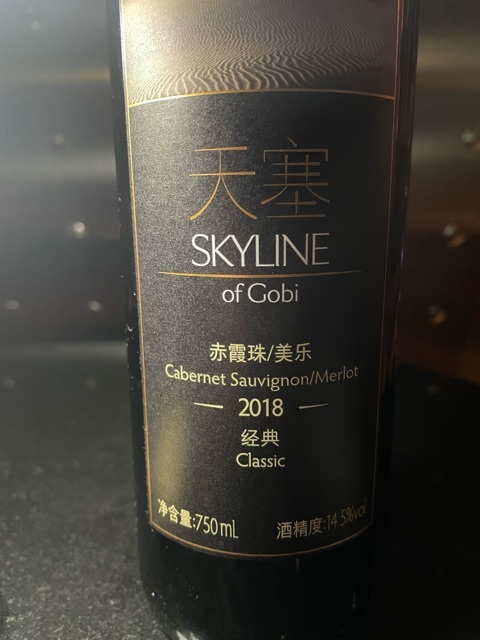 天塞
SKYLINE
of Gobi
赤霞珠/美乐
Cabernet Sauvignon/Merlot
2018
经典
Classic
净含量:750mL 酒精度:14.5%vol